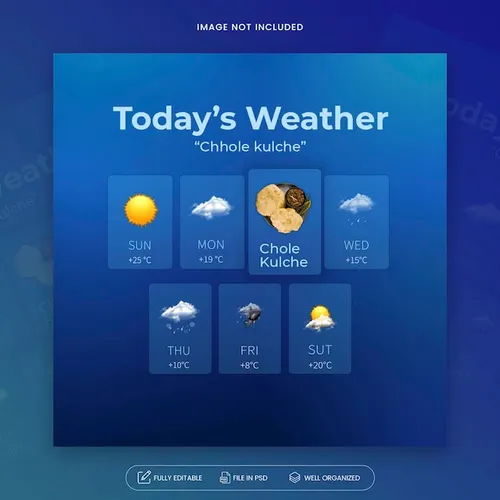 IMAGE NOT INCLUDED
Today's Weather
“Chhole kulche”
SUN
+25 °C
MON
+19 °C
Chole
Kulche
WED
+15°C
THU
+10°C
FRI
+8°C
SUT
+20°C
FULLY EDITABLE
FILE IN PSD
WELL ORGANIZED